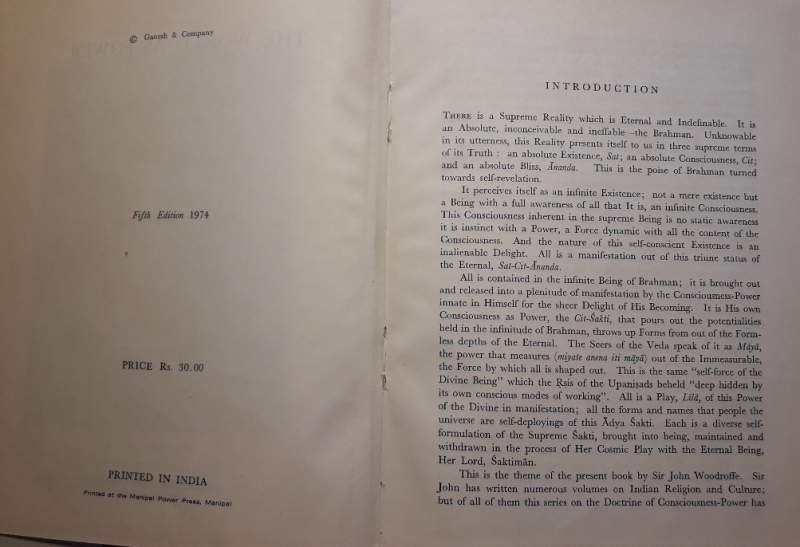 © Ganesh & Company
Fifth Edition 1974
PRICE Rs. 30.00
PRINTED IN INDIA
Printed at the Manipal Power Press, Manipal
INTRODUCTION
THERE is a Supreme Reality which is Eternal and Indefinable. It is
an Absolute, inconceivable and ineffable—the Brahman. Unknowable
in its utterness, this Reality presents itself to us in three supreme terms
of its Truth : an absolute Existence, Sat; an absolute Consciousness, Cit;
and an absolute Bliss, Ānanda. This is the poise of Brahman turned
towards self-revelation.
It perceives itself as an infinite Existence; not a mere existence but
a Being with a full awareness of all that It is, an infinite Consciousness.
This Consciousness inherent in the supreme Being is no static awareness
it is instinct with a Power, a Force dynamic with all the content of the
Consciousness. And the nature of this self-conscient Existence is an
inalienable Delight. All is a manifestation out of this triune status of
the Eternal, Sat-Cit-Ānanda.
All is contained in the infinite Being of Brahman; it is brought out
and released into a plenitude of manifestation by the Consciousness-Power
innate in Himself for the sheer Delight of His Becoming. It is His own
Consciousness as Power, the Cit-Śakti, that pours out the potentialities
held in the infinitude of Brahman, throws up Forms from out of the Form-
less depths of the Eternal. The Seers of the Veda speak of it as Māyā,
the power that measures (miyate anena iti māyā) out of the Immeasurable,
the Force by which all is shaped out. This is the same "self-force of the
Divine Being" which the Ṛsis of the Upaniṣads beheld "deep hidden by
its own conscious modes of working". All is a Play, Līlā, of this Power
of the Divine in manifestation; all the forms and names that people the
universe are self-deployings of this Ādya Śakti. Each is a diverse self-
formulation of the Supreme Śakti, brought into being, maintained and
withdrawn in the process of Her Cosmic Play with the Eternal Being,
Her Lord, Śaktimān.
This is the theme of the present book by Sir John Woodroffe. Sir
John has written numerous volumes on Indian Religion and Culture;
but of all of them this series on the Doctrine of Consciousness-Power has